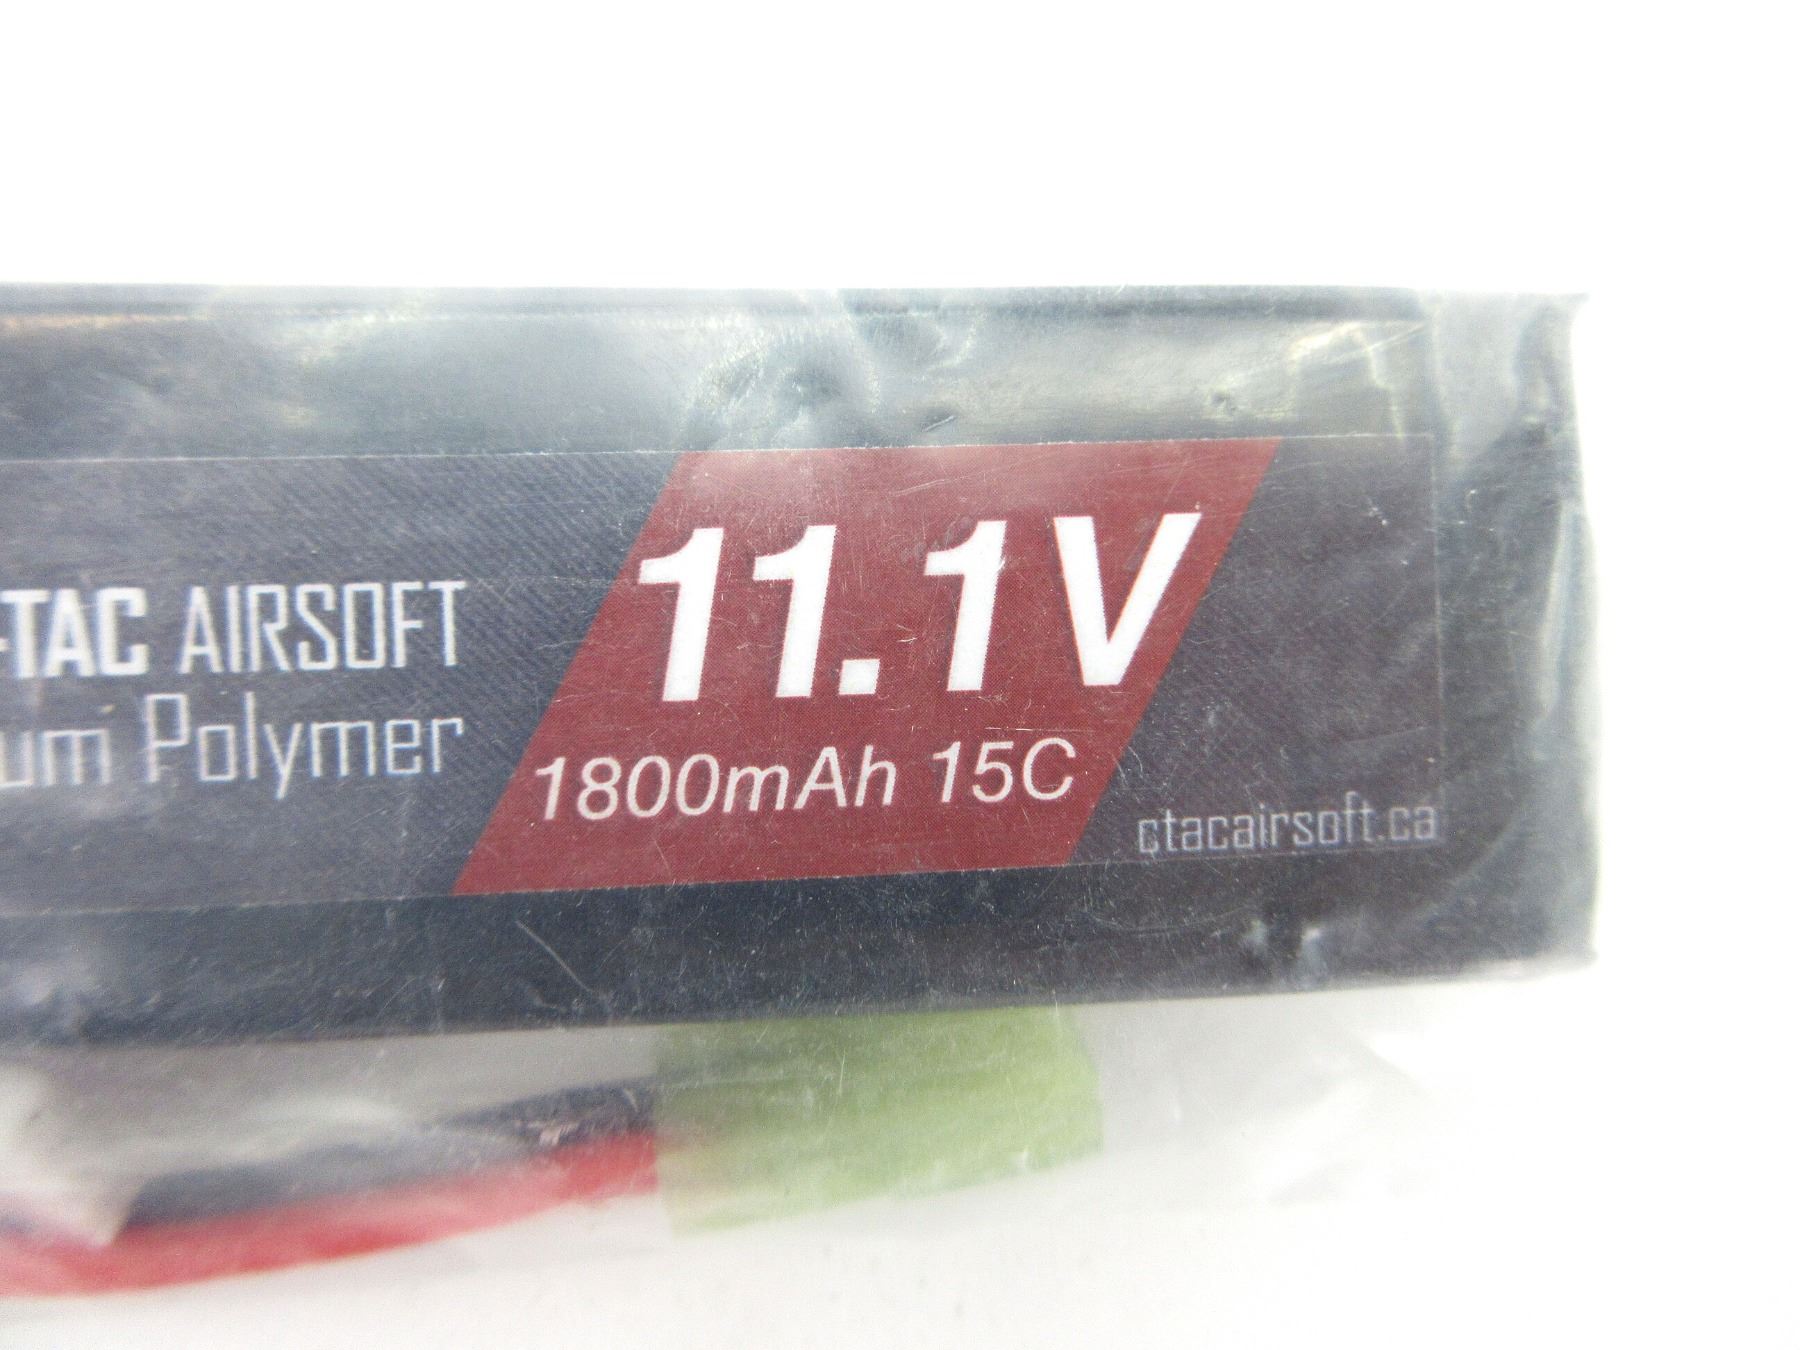 -TAC AIRSOFT
um Polymer
11.1V
1800mAh 15C
ctacairsoft.ca